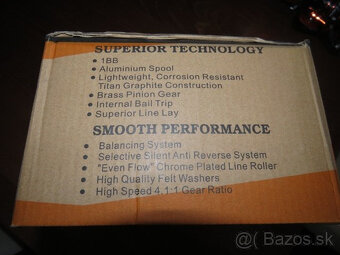 SUPERIOR TECHNOLOGY
• 1BB
• Aluminium Spool
• Lightweight, Corrosion Resistant
Titan Graphite Construction
• Brass Pinion Gear
• Internal Bail Trip
• Superior Line Lay
SMOOTH PERFORMANCE
• Balancing System
• Selective Silent Anti Reverse System
• "Even Flow" Chrome Plated Line Roller
• High Quality Felt Washers
• High Speed 4.1:1 Gear Ratio
Bazos.sk